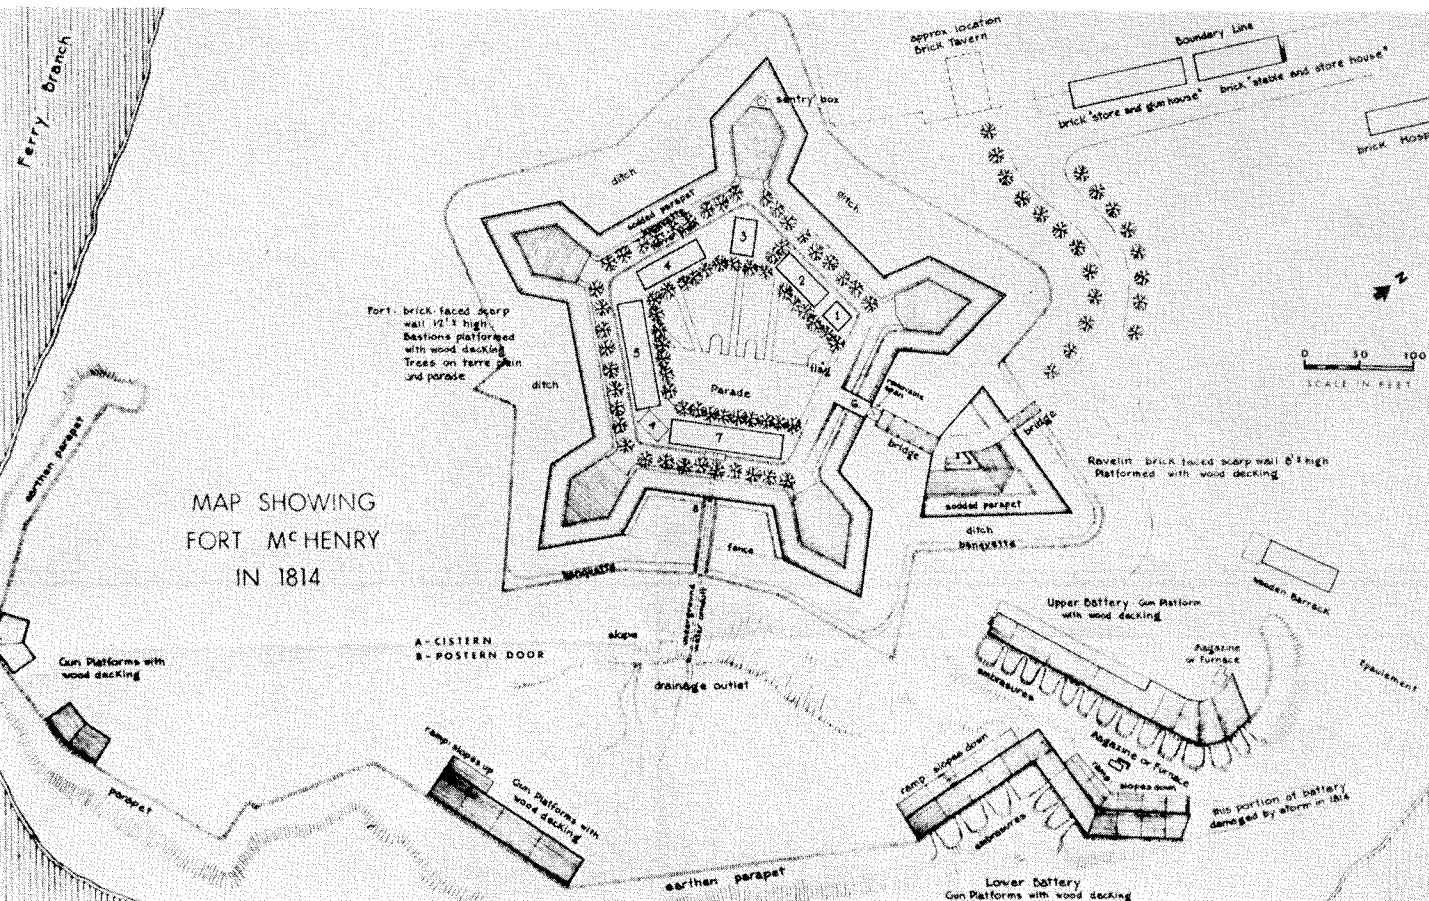 Ferry Branch
approx location
Brick Tavern
Boundary Line
brick "store and gun house"
brick "stable and store house"
brick Hosp
sentry box
ditch
ditch
sodded parapet
3
4
2
1
N
Fort: brick faced scarp
wall 12'± high
Bastions platformed
with wood decking
Trees on terre plein
and parade
5
ditch
flag
Parade
6
0 50 100
SCALE IN FEET
bridge
bridge
7
A
earthen parapet
Ravelin: brick faced scarp wall 8'± high
Platformed with wood decking
sodded parapet
ditch
banquette
MAP SHOWING
FORT McHENRY
IN 1814
B
fence
banquette
wooden Barrack
Upper Battery Gun Platform
with wood decking
underground
water conduit
A - CISTERN
B - POSTERN DOOR
slope
Magazine
or furnace
Epaulement
Gun Platforms with
wood decking
drainage outlet
embrasures
ramp slopes up
ramp slopes down
Magazine or Furnace
ramp
slopes down
Gun Platforms with
wood decking
parapet
this portion of battery
damaged by storm in 1814
embrasures
earthen parapet
Lower Battery
Gun Platforms with wood decking